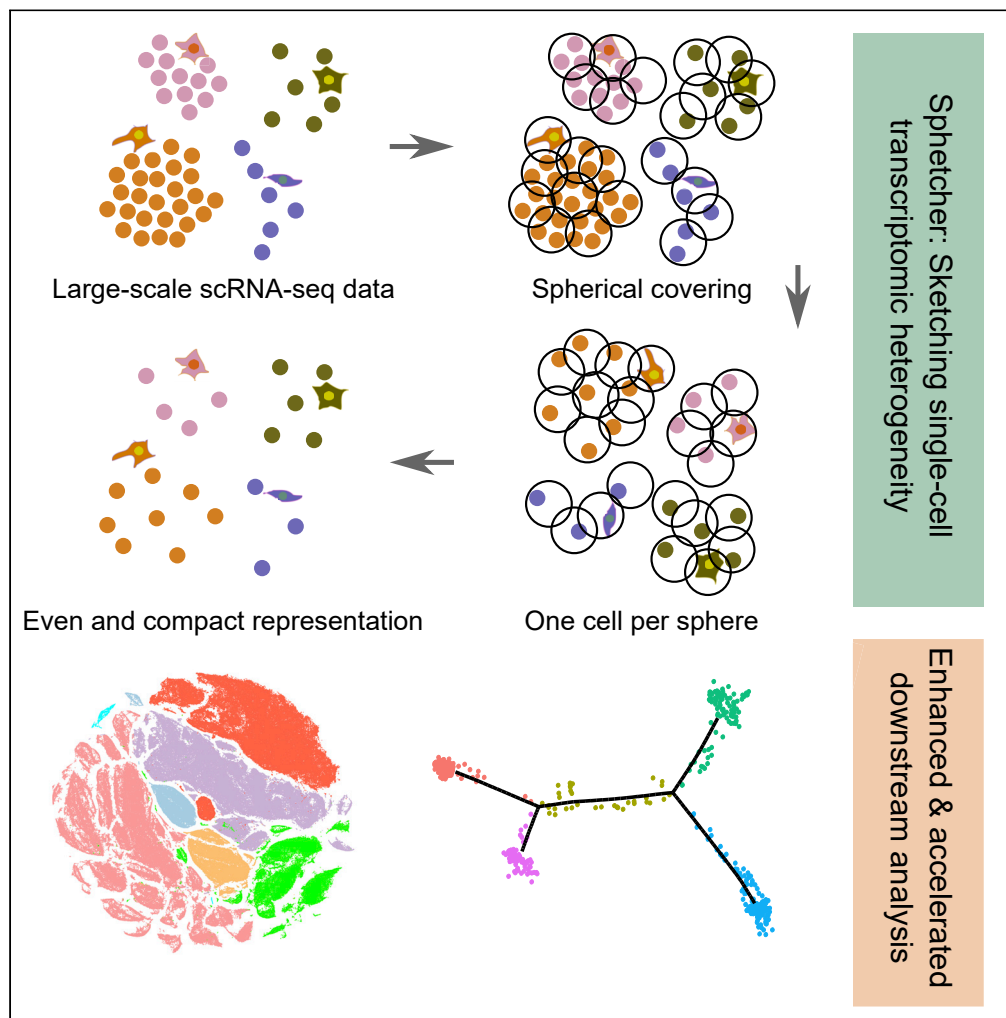 Large-scale scRNA-seq data
Spherical covering
Even and compact representation
One cell per sphere
Sphetcher: Sketching single-cell
transcriptomic heterogeneity
Enhanced & accelerated
downstream analysis